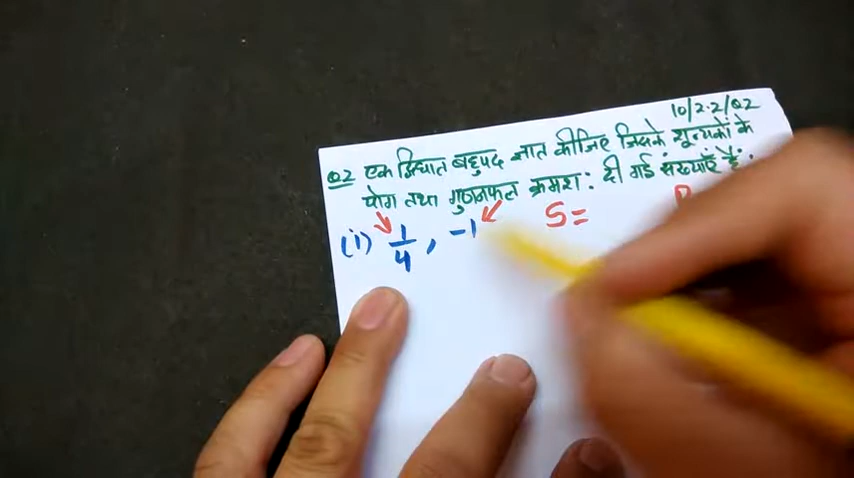 10/2.2/Q2
Q2 एक द्विघात बहुपद ज्ञात कीजिए जिसके शून्यकों के
योग तथा गुणनफल क्रमशः दी गई संख्याएँ हैं:
(i) 1/4, -1 S=